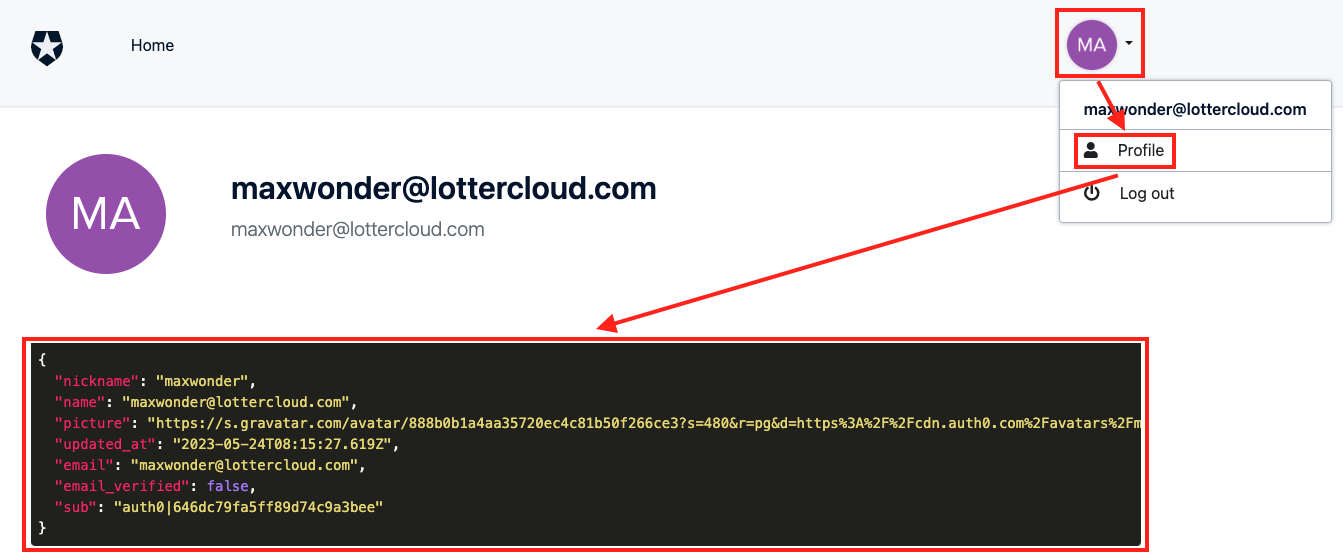 Home
MA
maxwonder@lottercloud.com
Profile
Log out
MA
maxwonder@lottercloud.com
maxwonder@lottercloud.com
{
"nickname": "maxwonder",
"name": "maxwonder@lottercloud.com",
"picture": "https://s.gravatar.com/avatar/888b0b1a4aa35720ec4c81b50f266ce3?s=480&r=pg&d=https%3A%2F%2Fcdn.auth0.com%2Favatars%2Fm
"updated_at": "2023-05-24T08:15:27.619Z",
"email": "maxwonder@lottercloud.com",
"email_verified": false,
"sub": "auth0|646dc79fa5ff89d74c9a3bee"
}